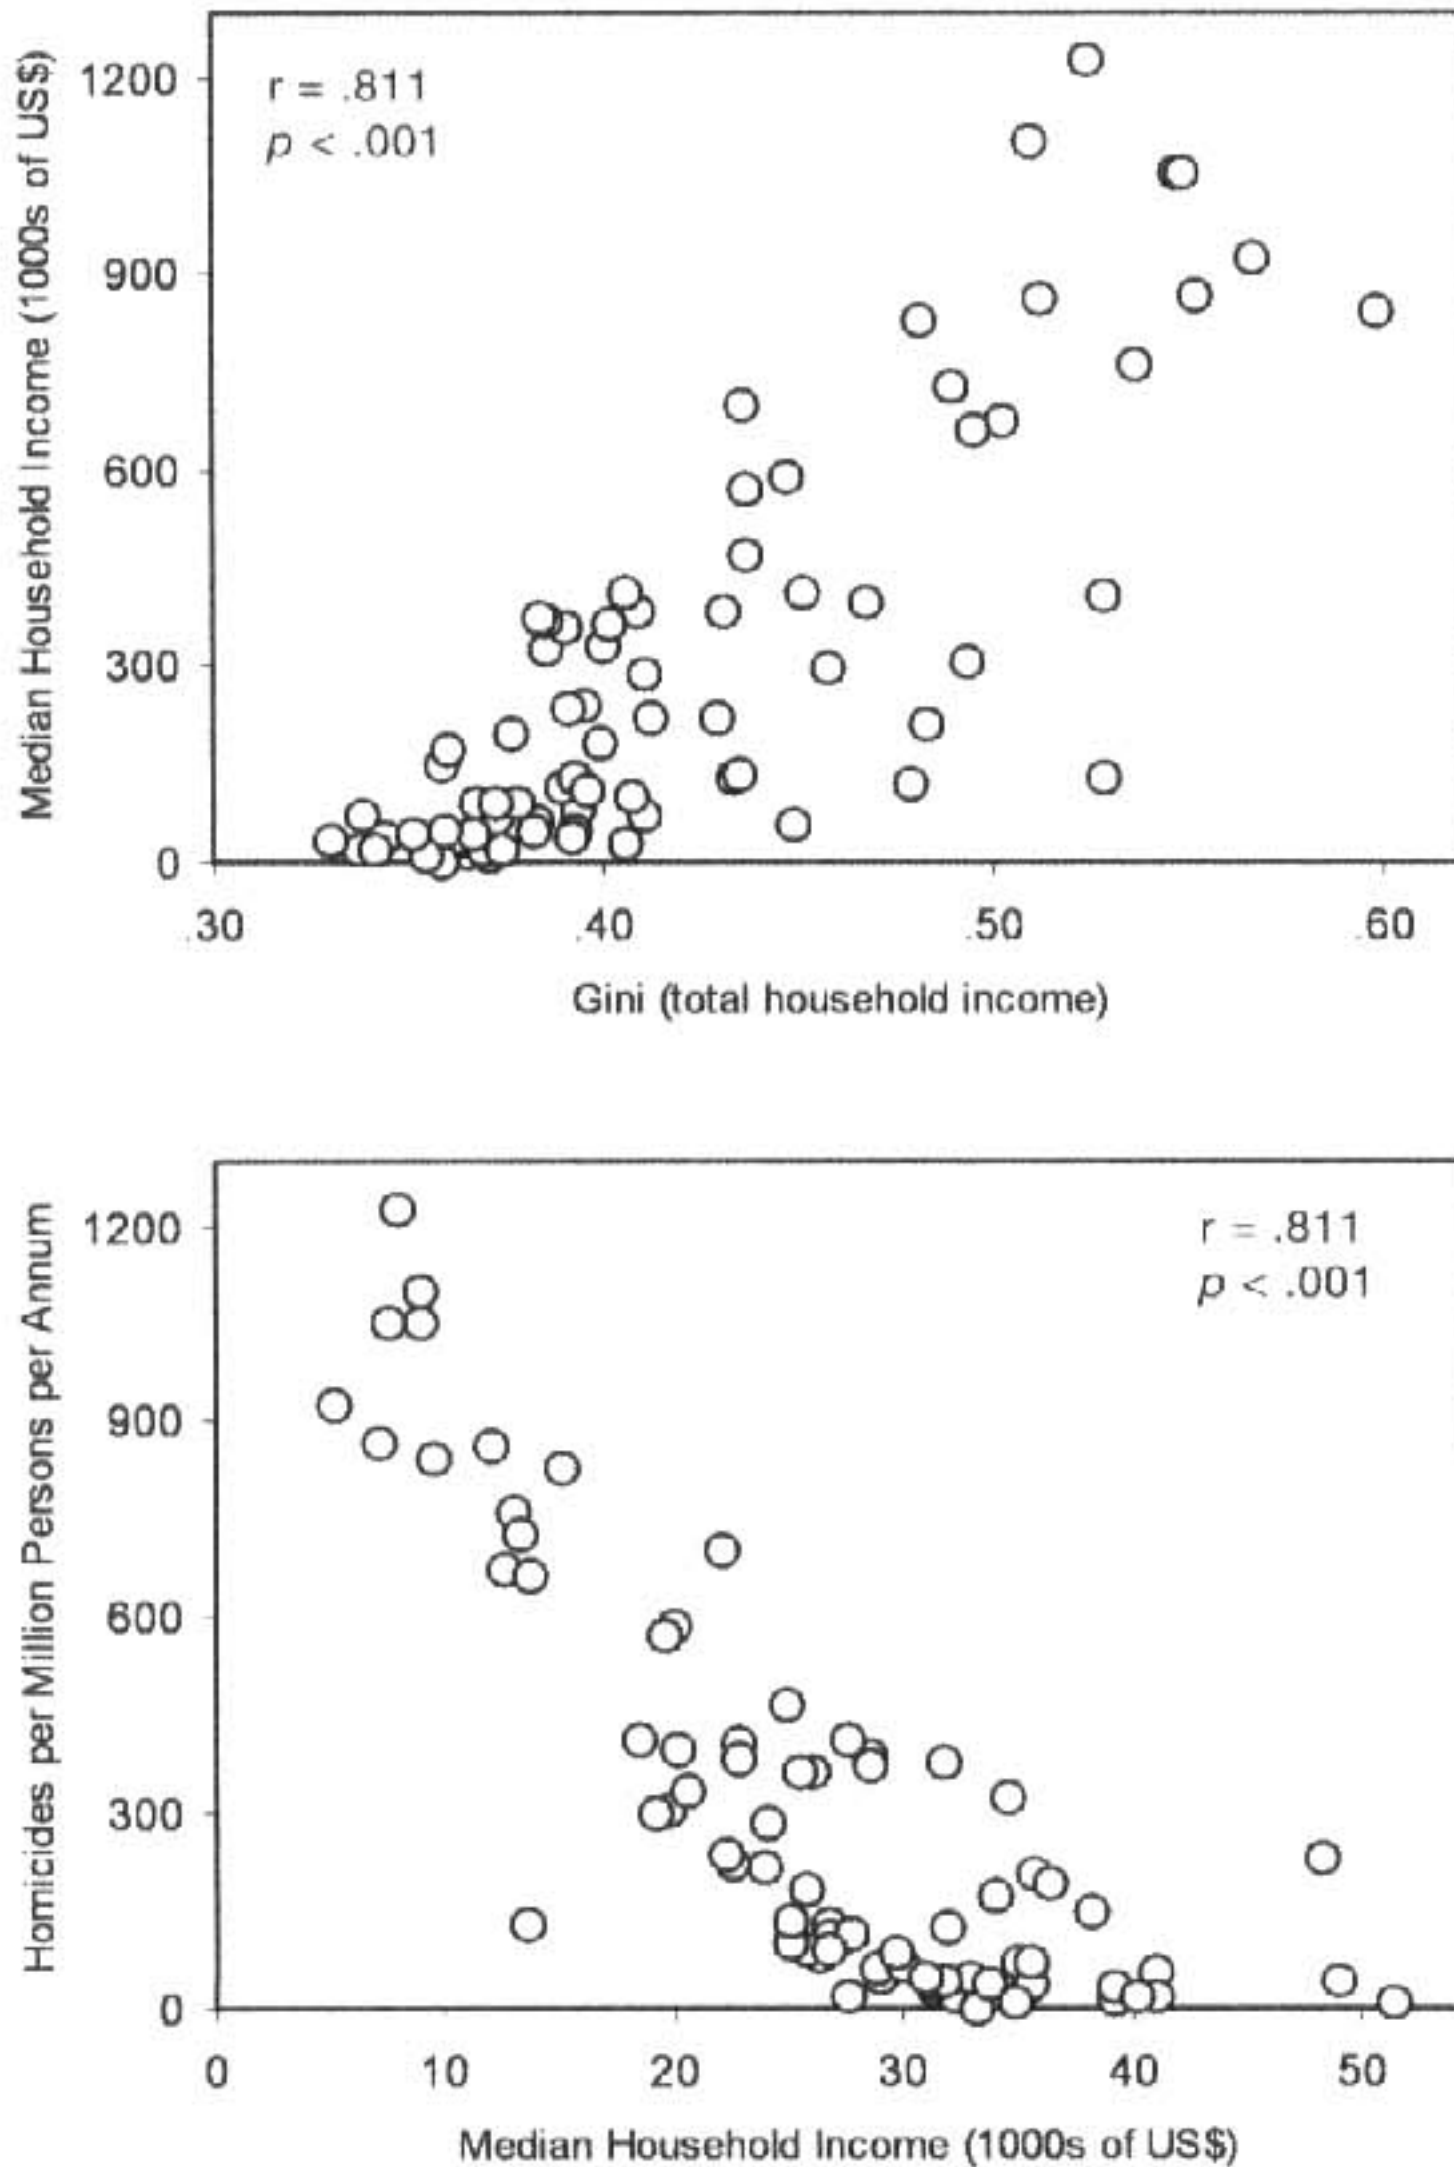 Median Household Income (1000s of US$)
1200
900
600
300
0
r = .811
p < .001
.30 .40 .50 .60
Gini (total household income)
Homicides per Million Persons per Annum
1200
900
600
300
0
r = .811
p < .001
0 10 20 30 40 50
Median Household Income (1000s of US$)